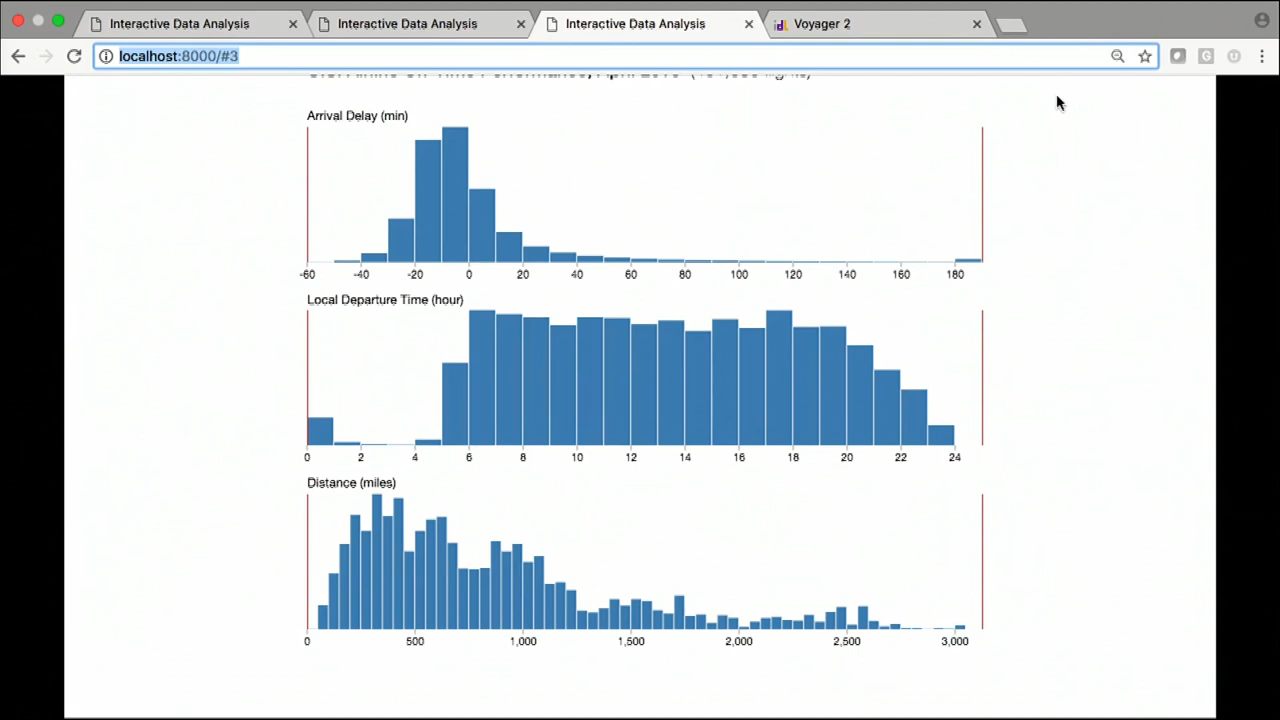 Interactive Data Analysis
Interactive Data Analysis
Interactive Data Analysis
Voyager 2
localhost:8000/#3
Arrival Delay (min)
-60 -40 -20 0 20 40 60 80 100 120 140 160 180
Local Departure Time (hour)
0 2 4 6 8 10 12 14 16 18 20 22 24
Distance (miles)
0 500 1,000 1,500 2,000 2,500 3,000